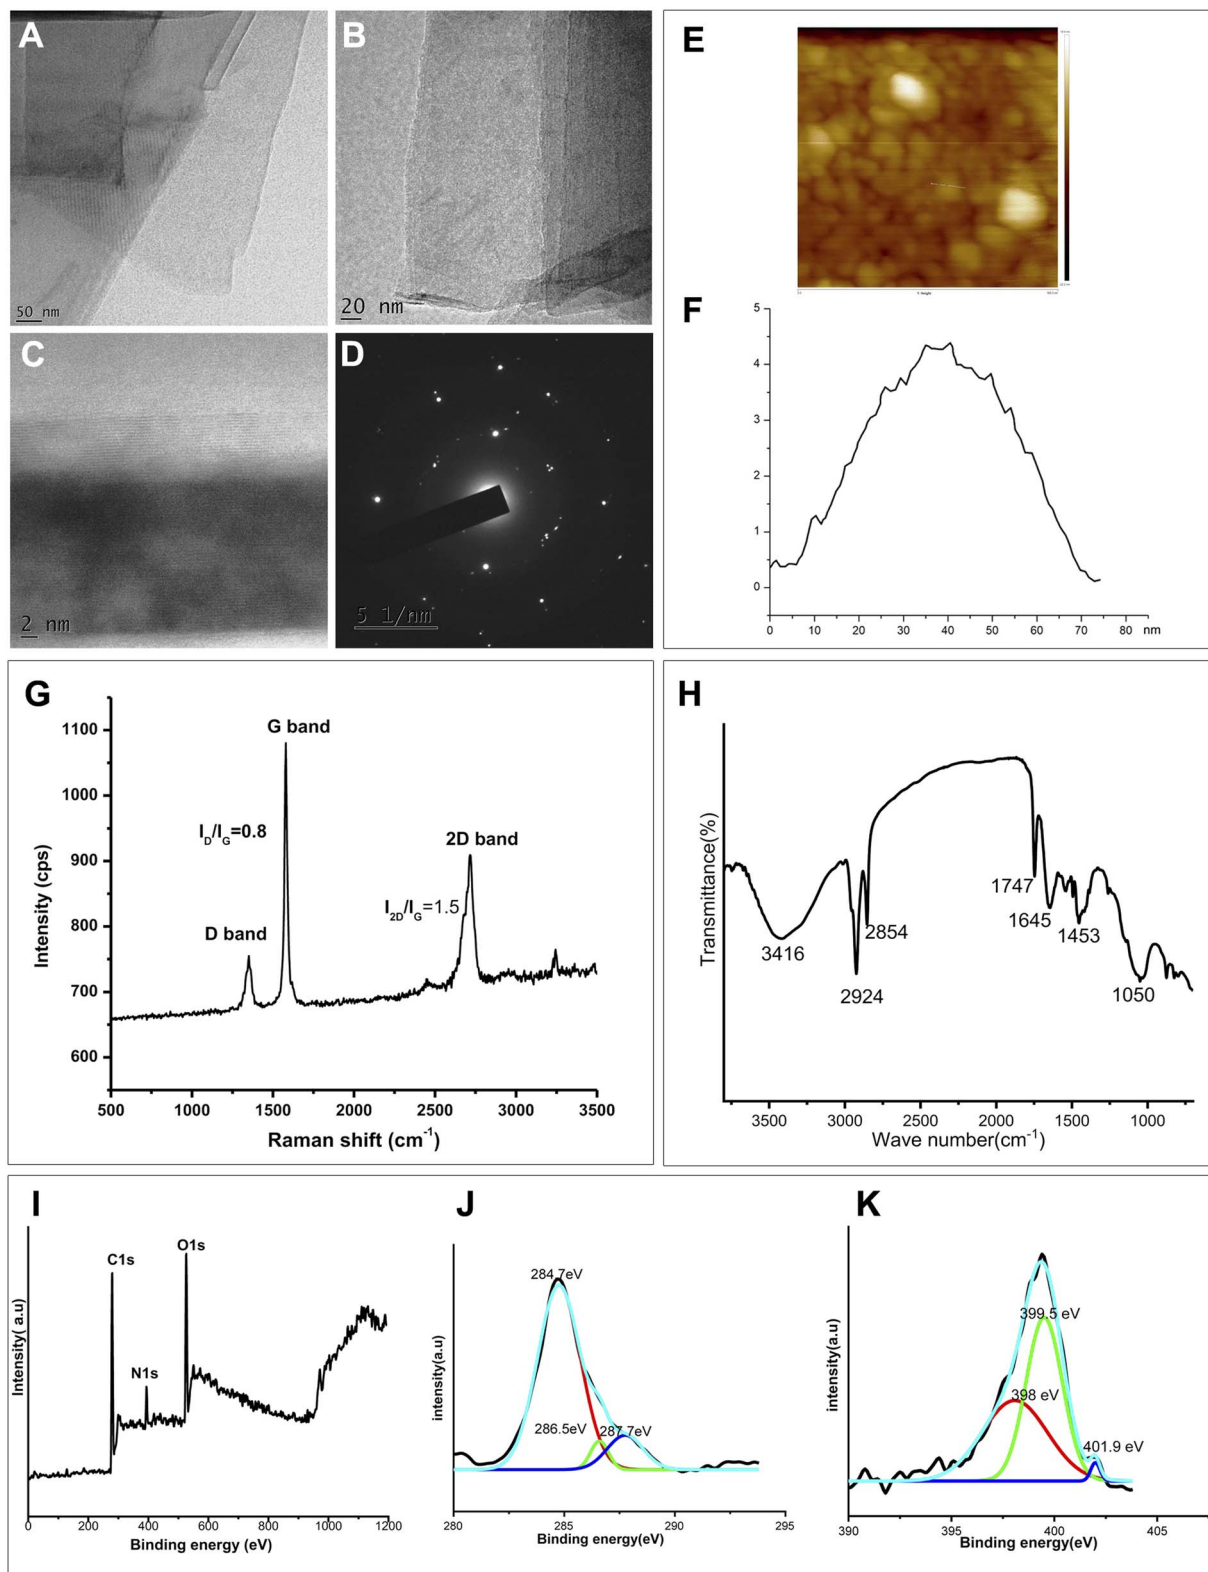 A
50 nm
B
20 nm
C
2 nm
D
5 1/nm
E
F
5
4
3
2
1
0
0 10 20 30 40 50 60 70 80 nm
G
G band
I_D/I_G=0.8
2D band
I_2D/I_G=1.5
D band
1100
1000
900
800
700
600
Intensity (cps)
500 1000 1500 2000 2500 3000 3500
Raman shift (cm⁻¹)
H
Transmittance(%)
3416
2924
2854
1747
1645
1453
1050
3500 3000 2500 2000 1500 1000
Wave number(cm⁻¹)
I
C1s
O1s
N1s
Intensity( a.u)
0 200 400 600 800 1000 1200
Binding energy (eV)
J
284.7eV
286.5eV
287.7eV
intensity(a.u)
280 285 290 295
Binding energy(eV)
K
399.5 eV
398 eV
401.9 eV
intensity(a.u)
390 395 400 405
Binding energy(eV)